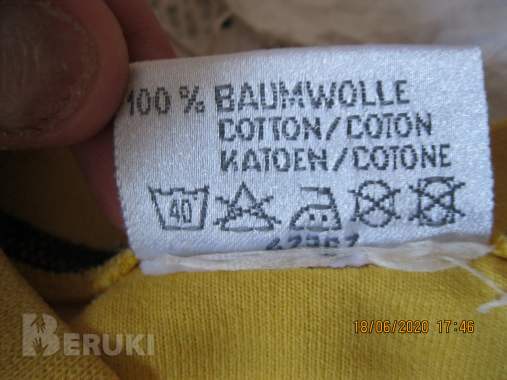 100 % BAUMWOLLE
COTTON/COTON
KATOEN/COTONE
40
BERUKI
18/06/2020 17:46